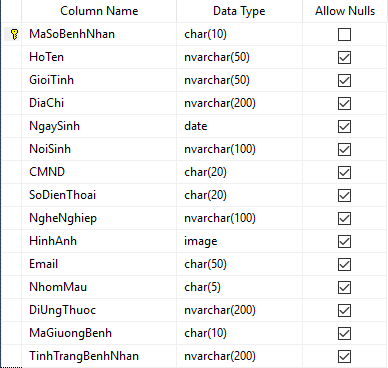 Column Name Data Type Allow Nulls
MaSoBenhNhan char(10)
HoTen nvarchar(50)
GioiTinh nvarchar(50)
DiaChi nvarchar(200)
NgaySinh date
NoiSinh nvarchar(100)
CMND char(20)
SoDienThoai char(20)
NgheNghiep nvarchar(100)
HinhAnh image
Email char(50)
NhomMau char(5)
DiUngThuoc nvarchar(200)
MaGiuongBenh char(10)
TinhTrangBenhNhan nvarchar(200)